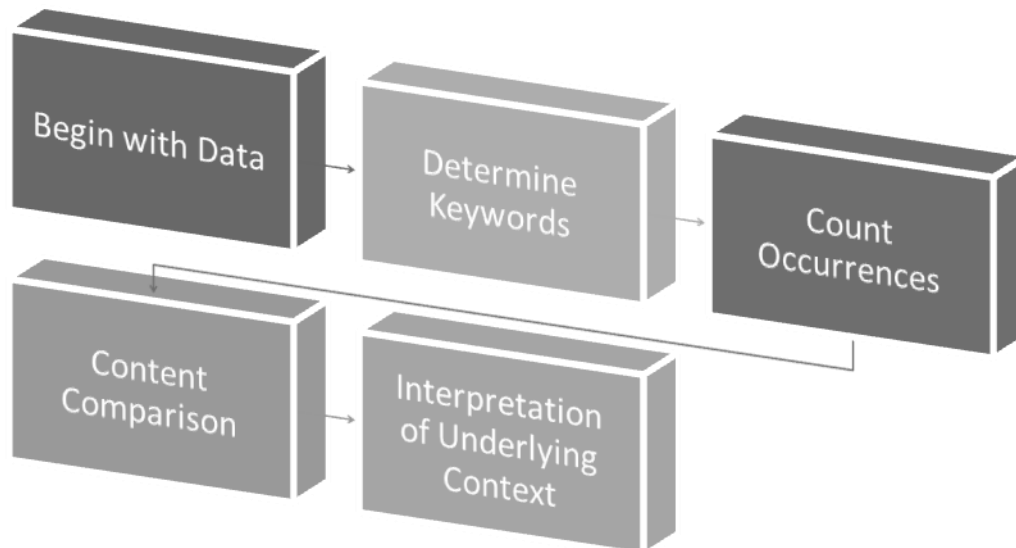 Begin with Data
Determine
Keywords
Count
Occurrences
Content
Comparison
Interpretation
of Underlying
Context